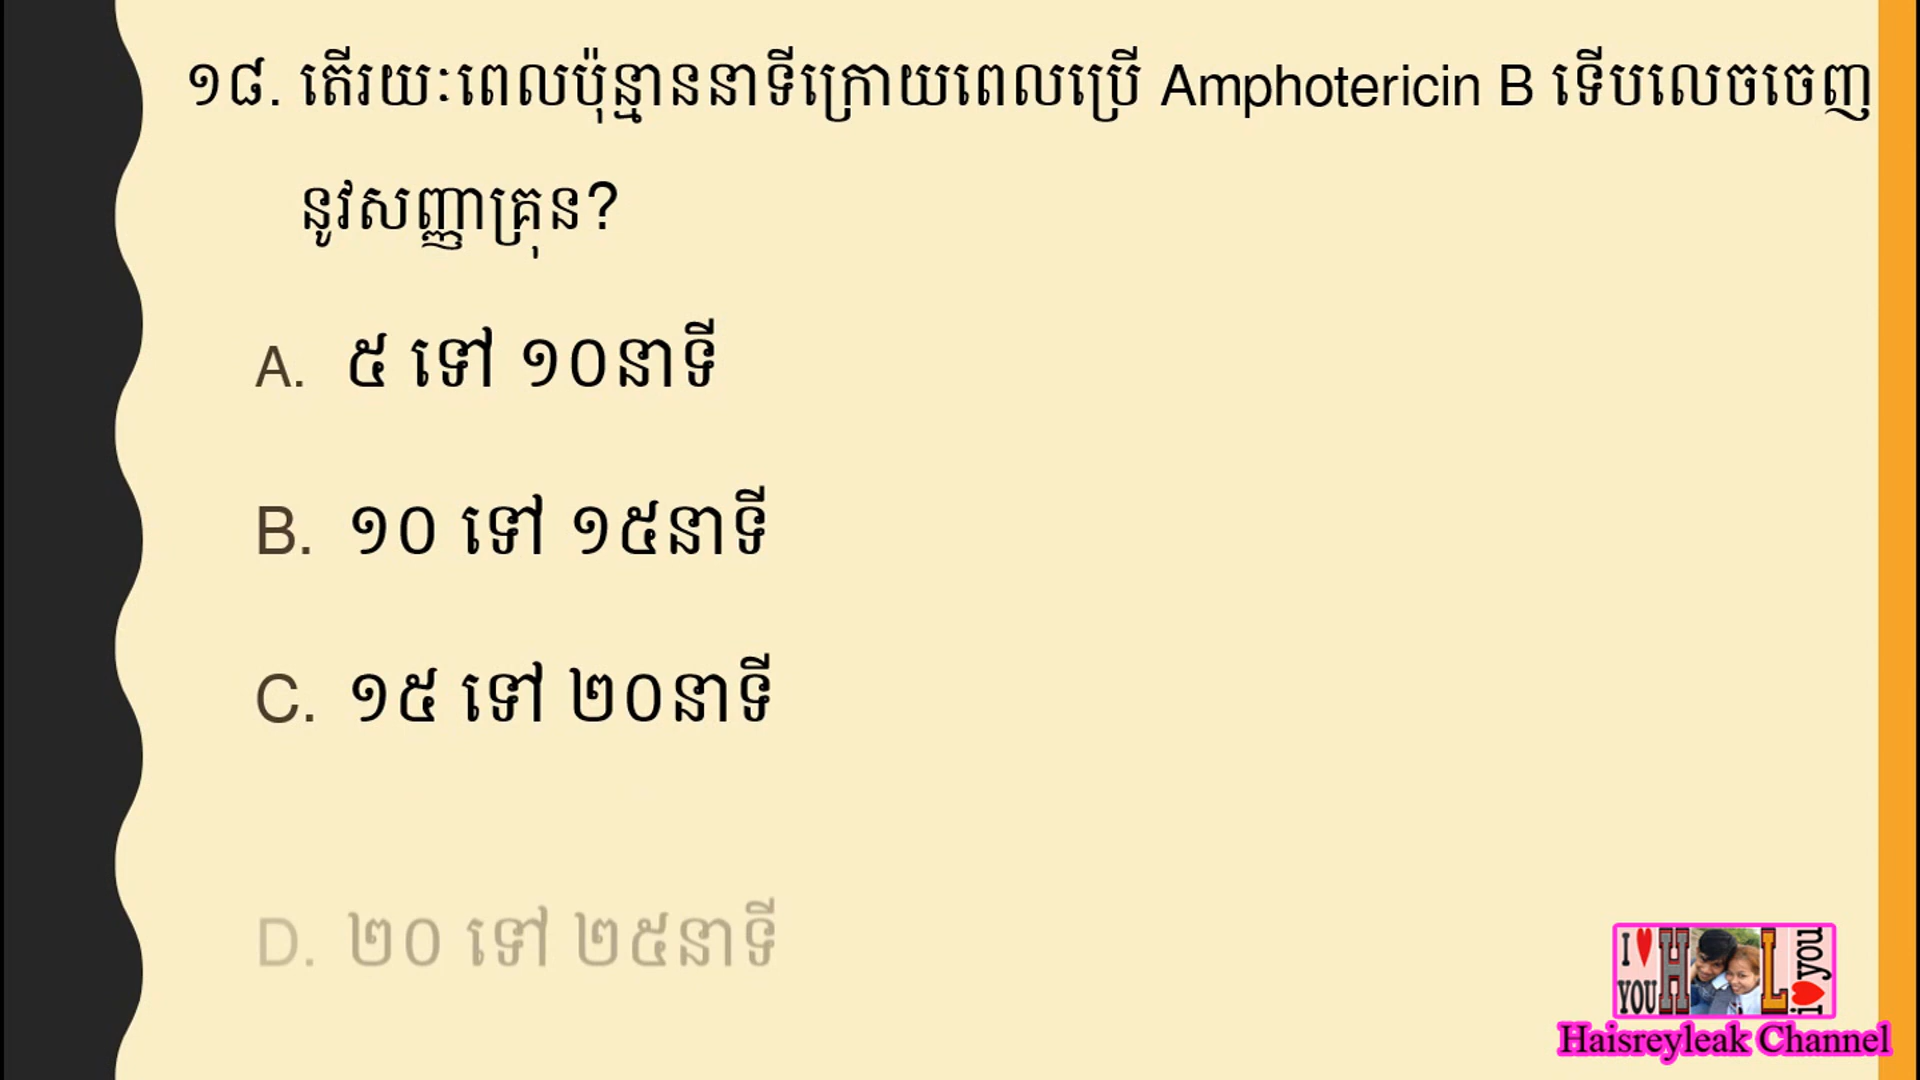 ១៨. តើរយៈពេលប៉ុន្មាននាទីក្រោយពេលប្រើ Amphotericin B ទើបលេចចេញ
នូវសញ្ញាគ្រុន?
A. ៥ ទៅ ១០នាទី
B. ១០ ទៅ ១៥នាទី
C. ១៥ ទៅ ២០នាទី
D. ២០ ទៅ ២៥នាទី
I YOU H L i you
Haisreyleak Channel